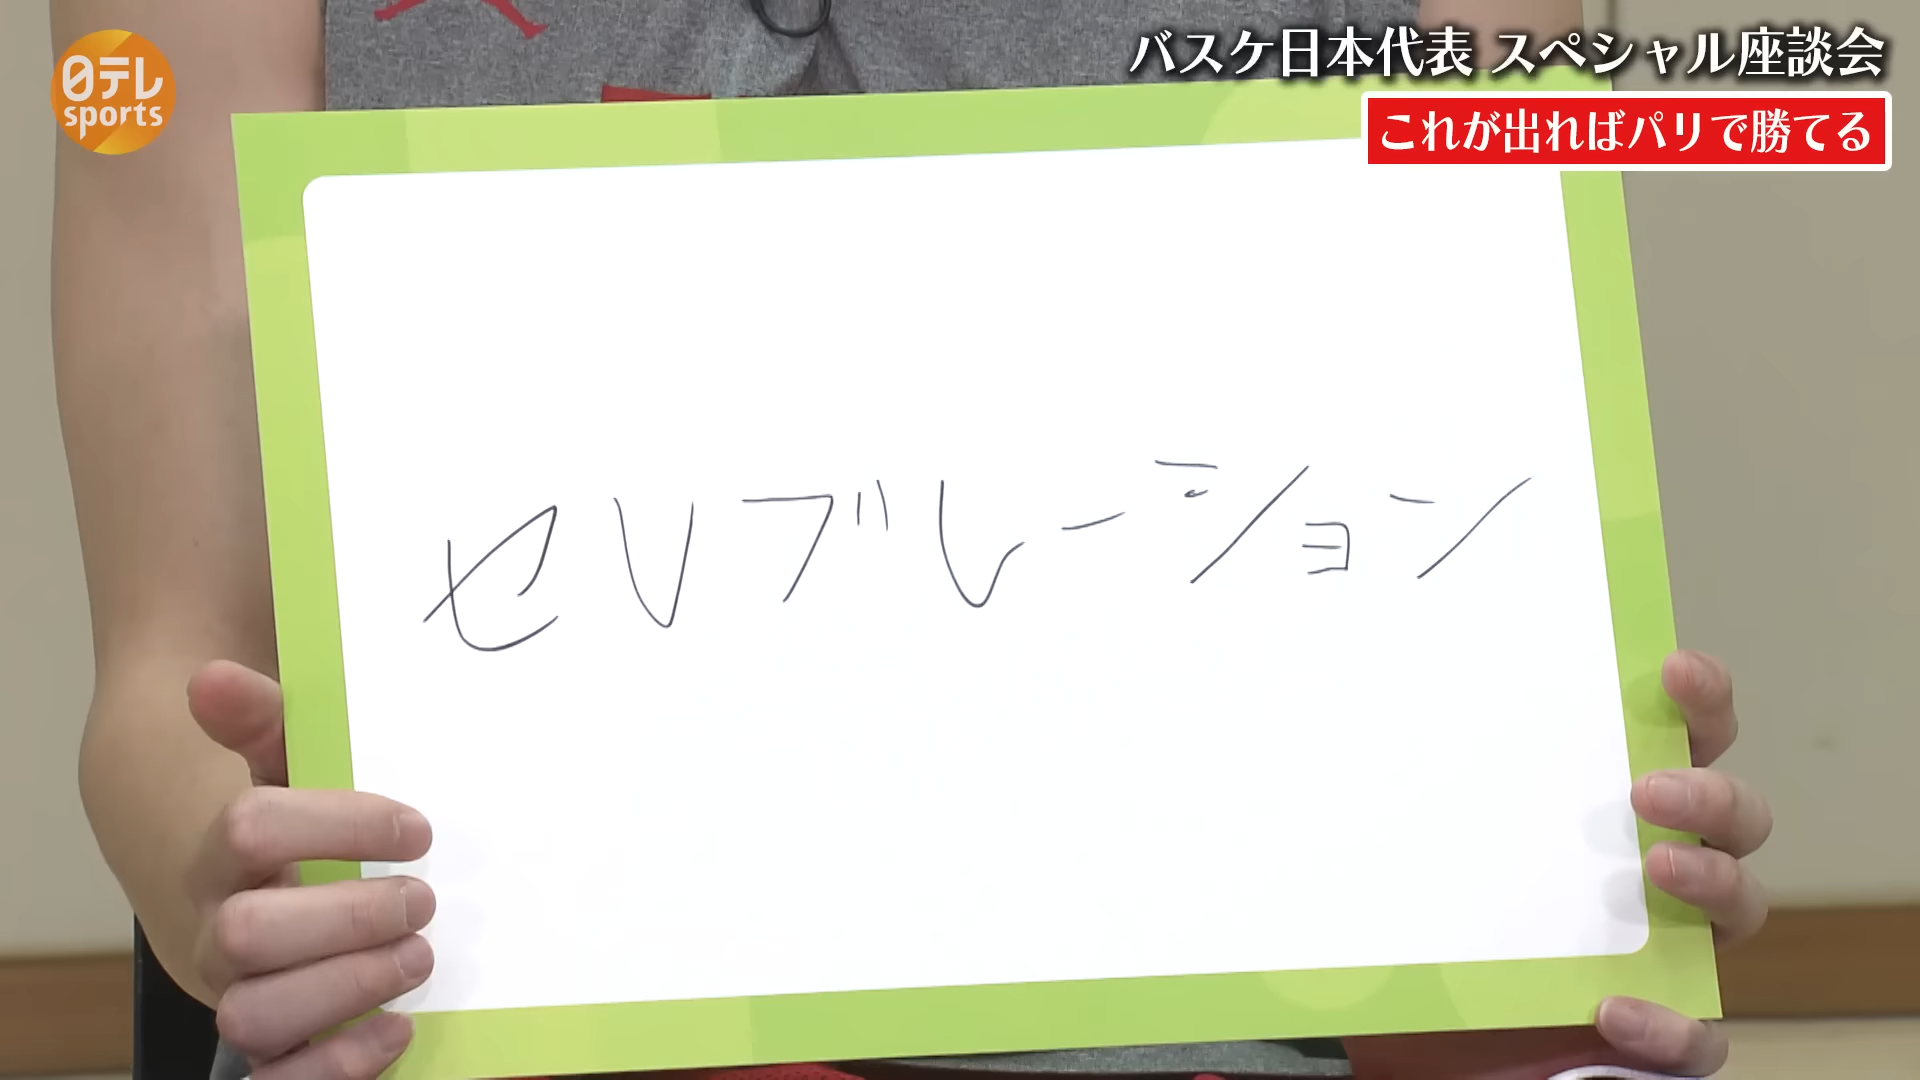 日テレ
sports
バスケ日本代表 スペシャル座談会
これが出ればパリで勝てる
セレブレーション